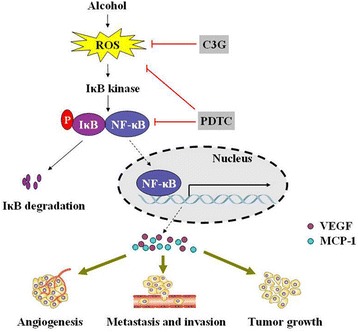 Alcohol
ROS
C3G
IκB kinase
P
IκB
NF-κB
PDTC
Nucleus
NF-κB
IκB degradation
VEGF
MCP-1
Angiogenesis
Metastasis and invasion
Tumor growth